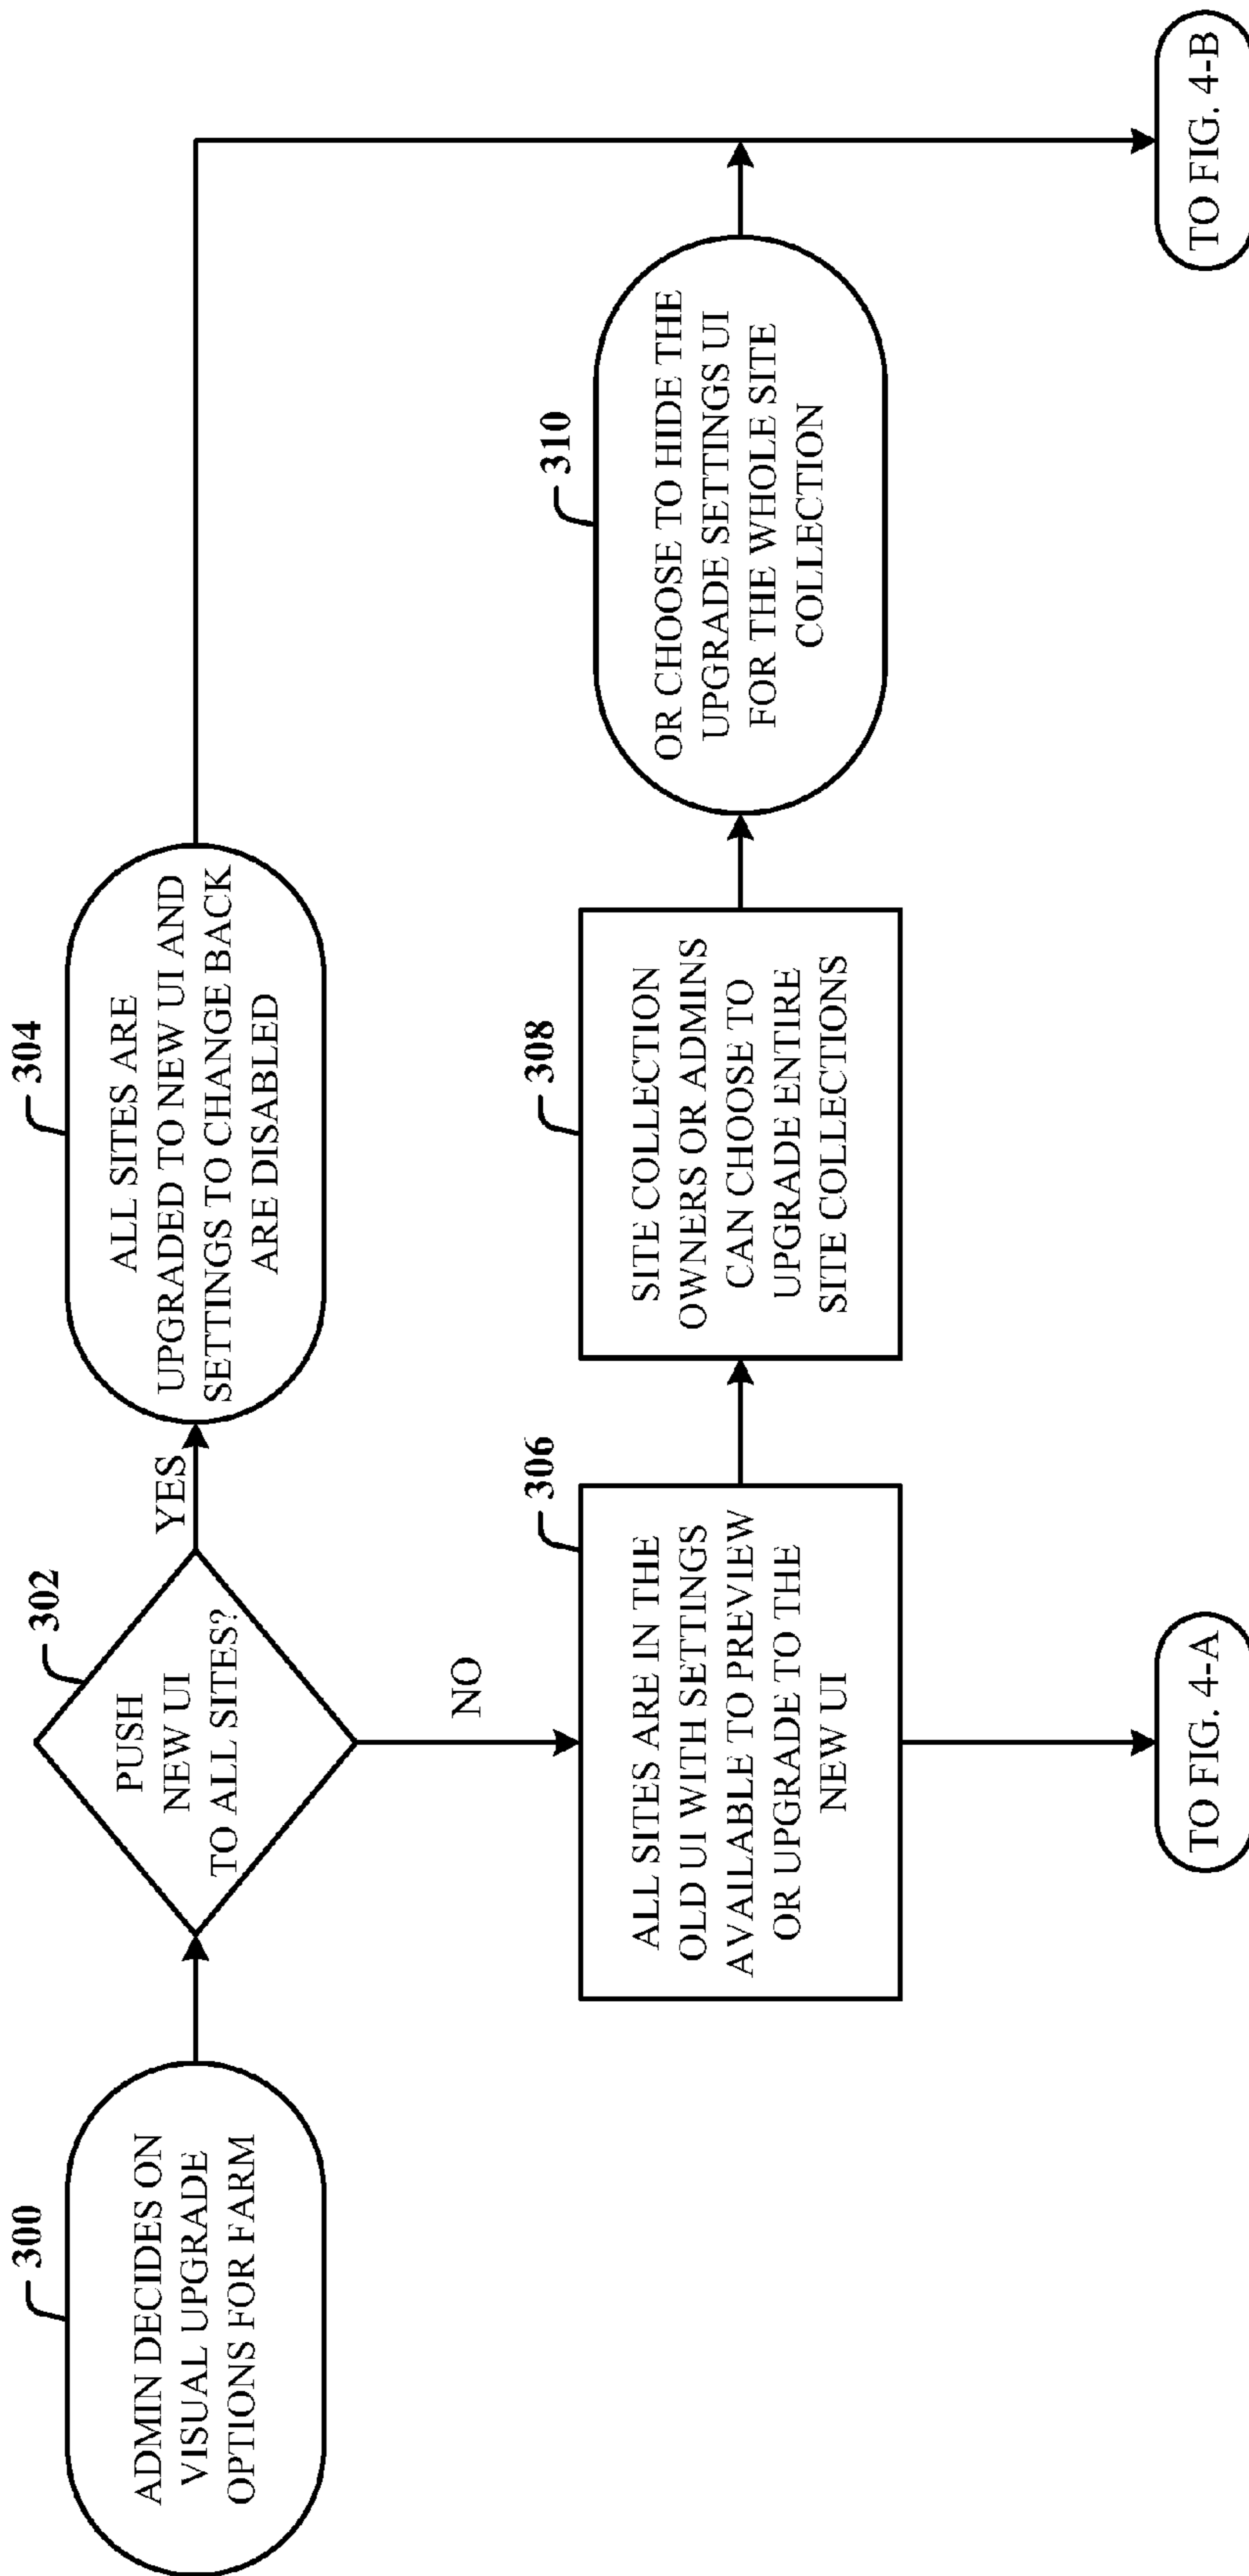 300
ADMIN DECIDES ON
VISUAL UPGRADE
OPTIONS FOR FARM
302
PUSH
NEW UI
TO ALL SITES?
YES
304
ALL SITES ARE
UPGRADED TO NEW UI AND
SETTINGS TO CHANGE BACK
ARE DISABLED
NO
306
ALL SITES ARE IN THE
OLD UI WITH SETTINGS
AVAILABLE TO PREVIEW
OR UPGRADE TO THE
NEW UI
308
SITE COLLECTION
OWNERS OR ADMINS
CAN CHOOSE TO
UPGRADE ENTIRE
SITE COLLECTIONS
310
OR CHOOSE TO HIDE THE
UPGRADE SETTINGS UI
FOR THE WHOLE SITE
COLLECTION
TO FIG. 4-A
TO FIG. 4-B